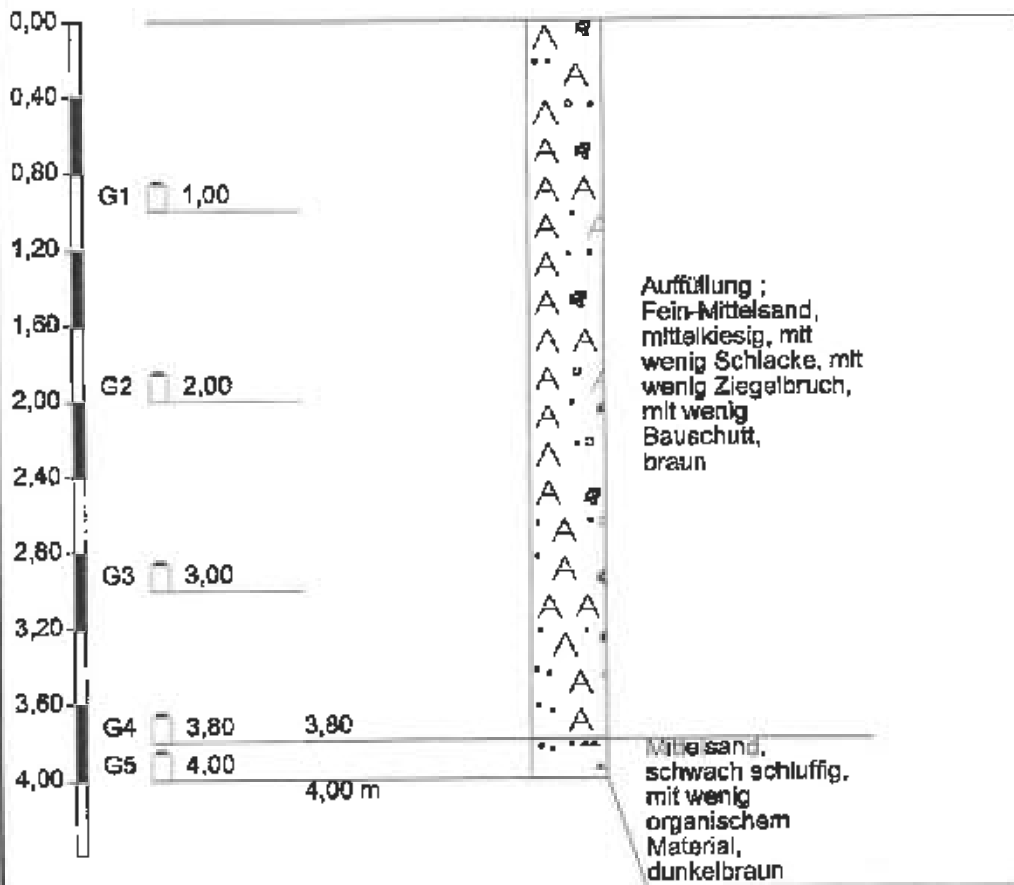 0,00
0,40
0,80
G1 1,00
1,20
1,60
G2 2,00
2,00
2,40
2,80
G3 3,00
3,20
3,60
G4 3,80 3,80
G5 4,00
4,00
4,00 m
Auffüllung ;
Fein-Mittelsand,
mittelkiesig, mit
wenig Schlacke, mit
wenig Ziegelbruch,
mit wenig
Bauschutt,
braun
Mittelsand,
schwach schluffig,
mit wenig
organischem
Material,
dunkelbraun